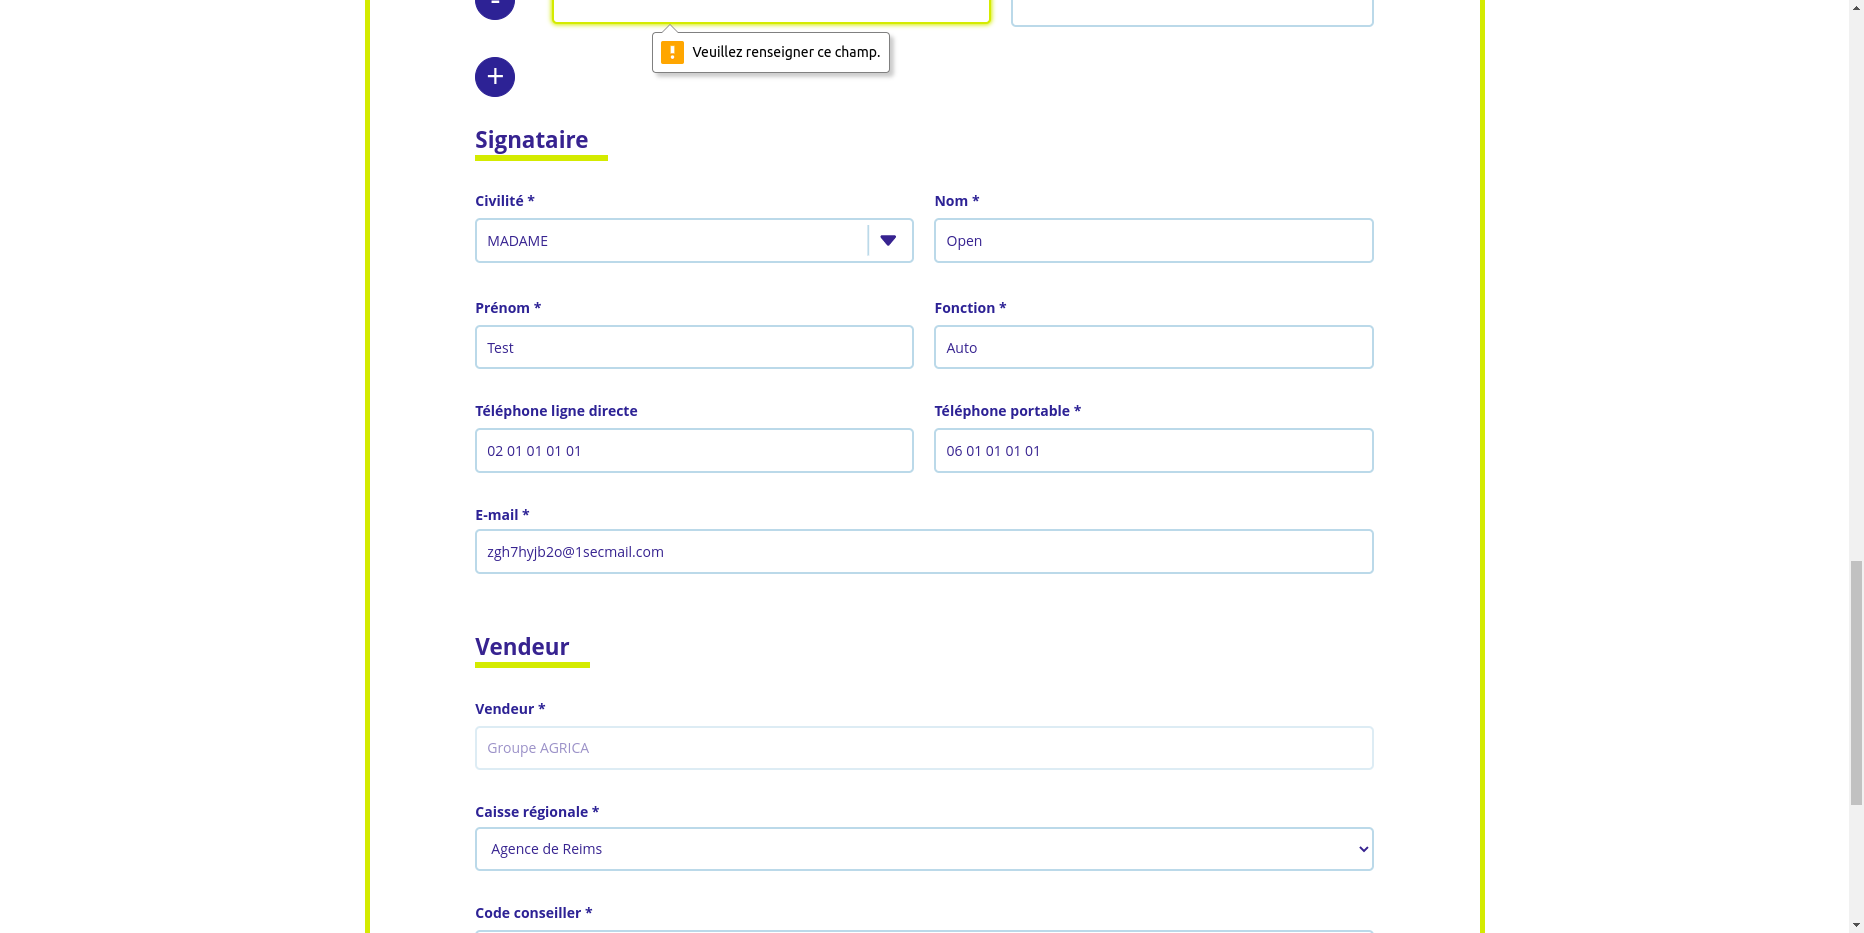 -
Veuillez renseigner ce champ.
+
Signataire
Civilité *
Nom *
MADAME
Open
Prénom *
Fonction *
Test
Auto
Téléphone ligne directe
Téléphone portable *
02 01 01 01 01
06 01 01 01 01
E-mail *
zgh7hyjb2o@1secmail.com
Vendeur
Vendeur *
Groupe AGRICA
Caisse régionale *
Agence de Reims
Code conseiller *